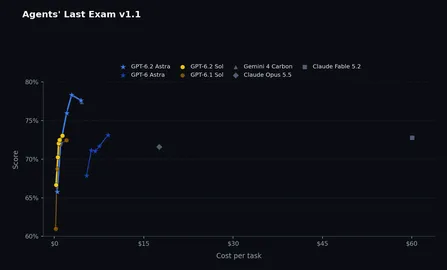 Agents' Last Exam v1.1
GPT-6.2 Astra GPT-6.2 Sol Gemini 4 Carbon Claude Fable 5.2
GPT-6 Astra GPT-6.1 Sol Claude Opus 5.5
80%
75%
70%
65%
60%
Score
$0 $15 $30 $45 $60
Cost per task